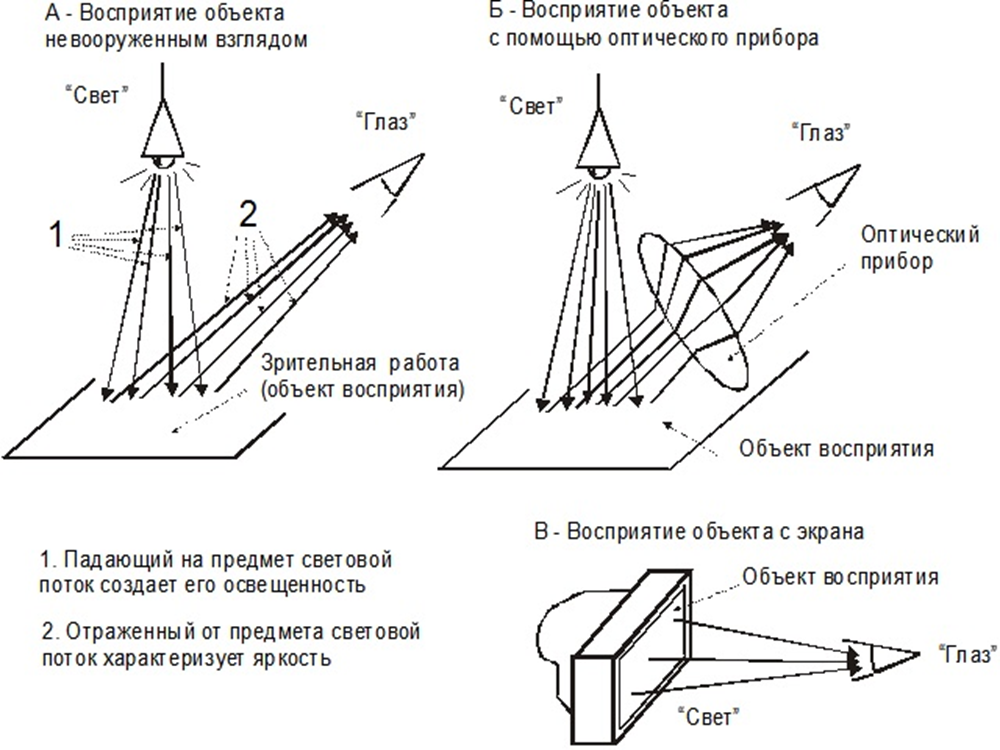 А - Восприятие объекта
невооруженным взглядом
“Свет”
“Глаз”
1
2
Зрительная работа
(объект восприятия)
Б - Восприятие объекта
с помощью оптического прибора
“Свет”
“Глаз”
Оптический
прибор
Объект восприятия
1. Падающий на предмет световой
поток создает его освещенность
2. Отраженный от предмета световой
поток характеризует яркость
В - Восприятие объекта с экрана
Объект восприятия
“Глаз”
“Свет”